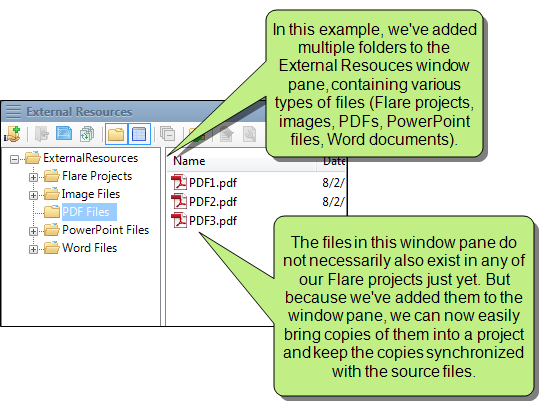 In this example, we've added
multiple folders to the
External Resouces window
pane, containing various
types of files (Flare projects,
images, PDFs, PowerPoint
files, Word documents).
External Resources
ExternalResources
Flare Projects
Image Files
PDF Files
PowerPoint Files
Word Files
Name Date
PDF1.pdf 8/2/
PDF2.pdf 8/2/
PDF3.pdf
The files in this window pane do
not necessarily also exist in any of
our Flare projects just yet. But
because we've added them to the
window pane, we can now easily
bring copies of them into a project
and keep the copies synchronized
with the source files.